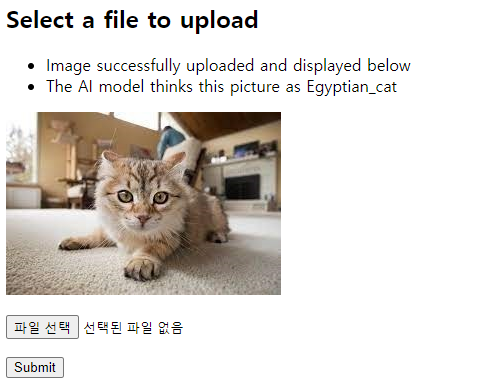 Select a file to upload
Image successfully uploaded and displayed below
The AI model thinks this picture as Egyptian_cat
파일 선택 선택된 파일 없음
Submit